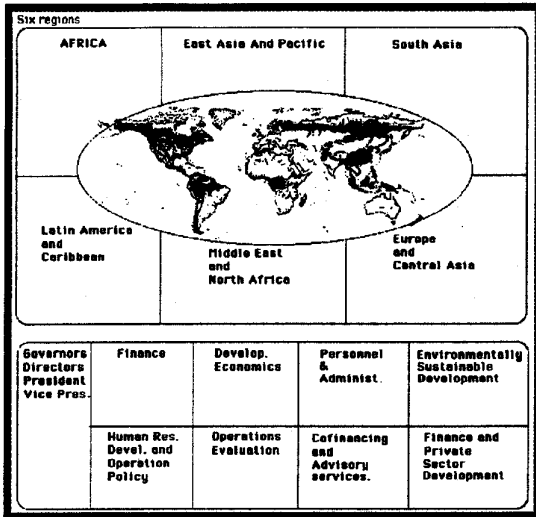 Six regions
AFRICA
East Asia And Pacific
South Asia
Latin America
and
Caribbean
Middle East
and
North Africa
Europe
and
Central Asia
Governors
Directors
President
Vice Pres.
Finance
Develop.
Economics
Personnel
&
Administ.
Environmentally
Sustainable
Development
Human Res.
Devel. and
Operation
Policy
Operations
Evaluation
Cofinancing
and
Advisory
services.
Finance and
Private
Sector
Development